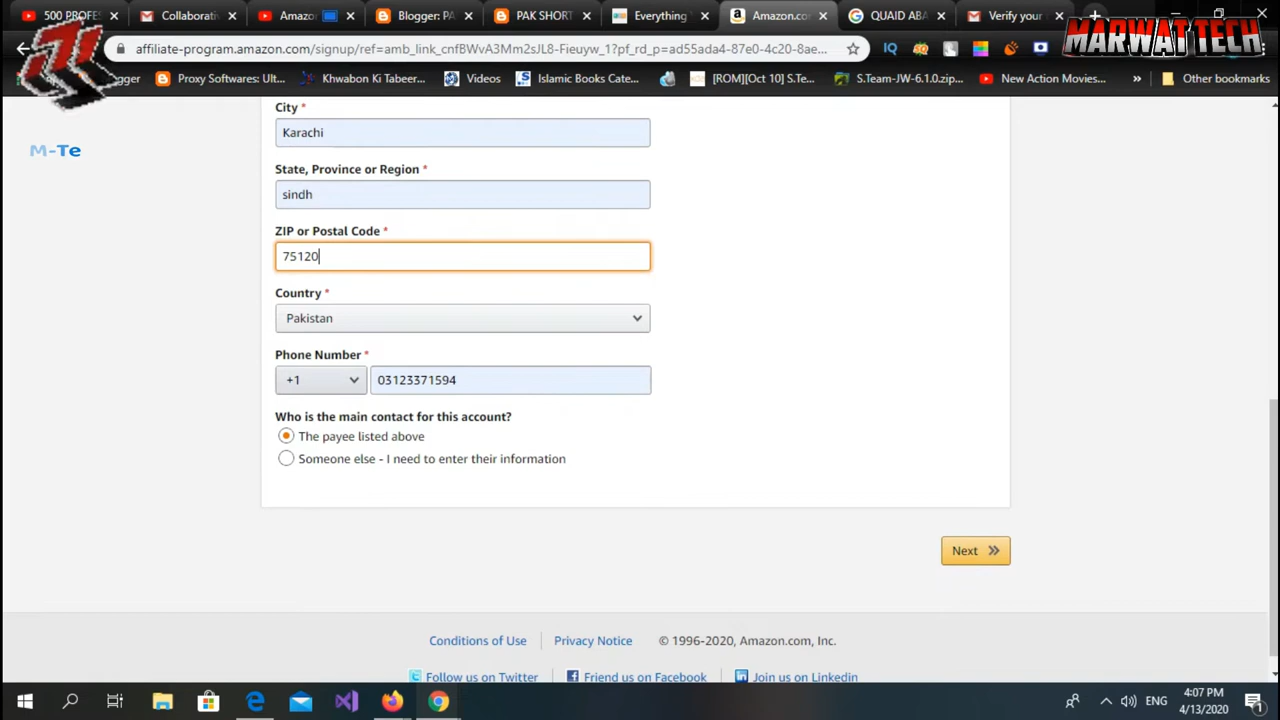 500 PROFES
Collaborati
Amazo
Blogger: PA
PAK SHORT
Everything
Amazon.co
QUAID ABA
Verify your
MARWAT TECH
affiliate-program.amazon.com/signup/ref=amb_link_cnfBWvA3Mm2sJL8-Fieuyw_1?pf_rd_p=ad55ada4-87e0-4c20-8ae...
IQ
gger
Proxy Softwares: Ult...
Khwabon Ki Tabeer...
Videos
Islamic Books Cate...
[ROM][Oct 10] S.Te...
S.Team-JW-6.1.0.zip...
New Action Movies...
»
Other bookmarks
M-Te
City *
Karachi
State, Province or Region *
sindh
ZIP or Postal Code *
75120
Country *
Pakistan
Phone Number *
+1
03123371594
Who is the main contact for this account?
The payee listed above
Someone else - I need to enter their information
Next
Conditions of Use
Privacy Notice
© 1996-2020, Amazon.com, Inc.
Follow us on Twitter
Friend us on Facebook
Join us on Linkedin
ENG
4:07 PM
4/13/2020
1